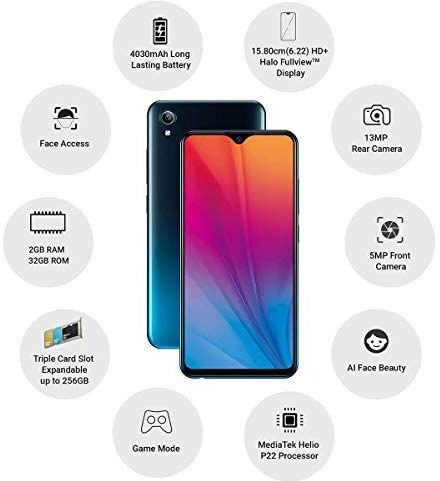 4030mAh Long
Lasting Battery
15.80cm(6.22) HD+
Halo Fullview™
Display
Face Access
13MP
Rear Camera
2GB RAM
32GB ROM
5MP Front
Camera
Triple Card Slot
Expandable
up to 256GB
AI Face Beauty
Game Mode
MediaTek Helio
P22 Processor